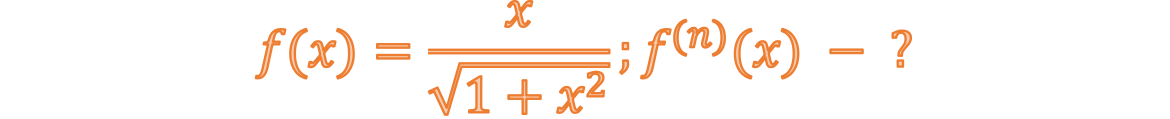 f(x) = x/√(1 + x²); f⁽ⁿ⁾(x) − ?